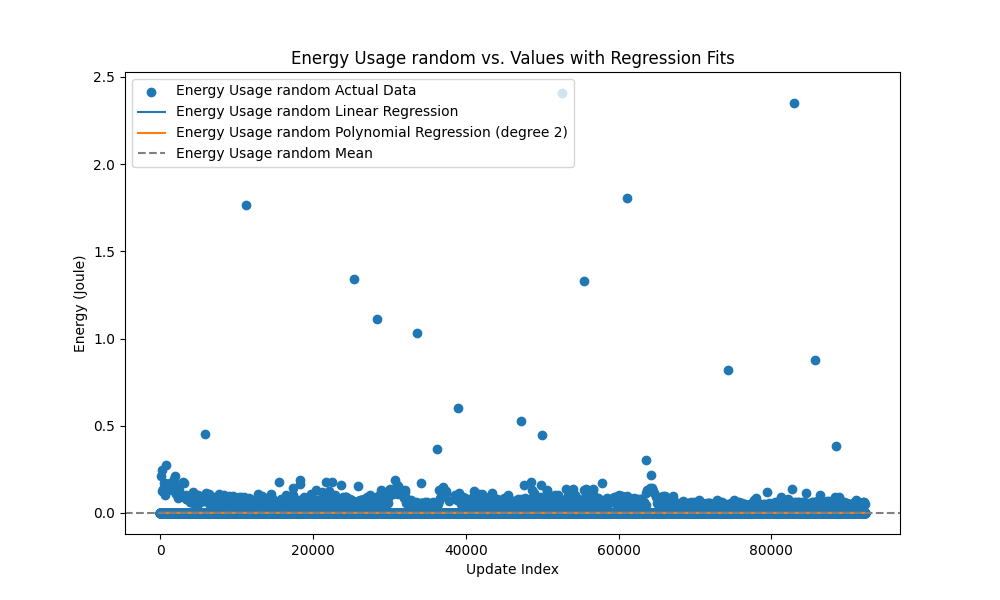 Energy Usage random vs. Values with Regression Fits
Energy Usage random Actual Data
Energy Usage random Linear Regression
Energy Usage random Polynomial Regression (degree 2)
Energy Usage random Mean
Energy (Joule)
2.5
2.0
1.5
1.0
0.5
0.0
0
20000
40000
60000
80000
Update Index